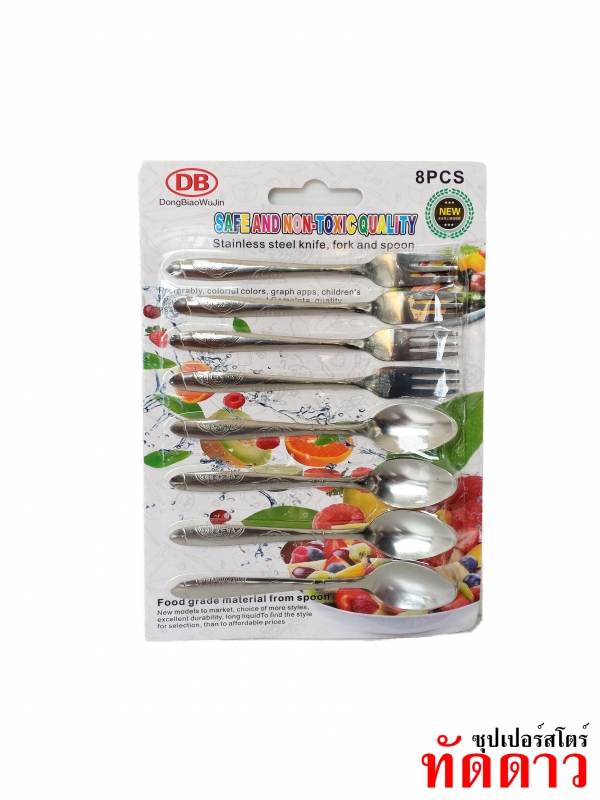 DB
DongBiaoWuJin
8PCS
NEW
SAFE AND NON-TOXIC QUALITY
Stainless steel knife, fork and spoon
Preferably, colorful colors, graph apps, children's
Complete, quality
Food grade material from spoon
New models to market, choice of more styles,
excellent durability, long liquidTo find the style
for selection, than to affordable prices
ซุปเปอร์สโตร์
ทัดดาว